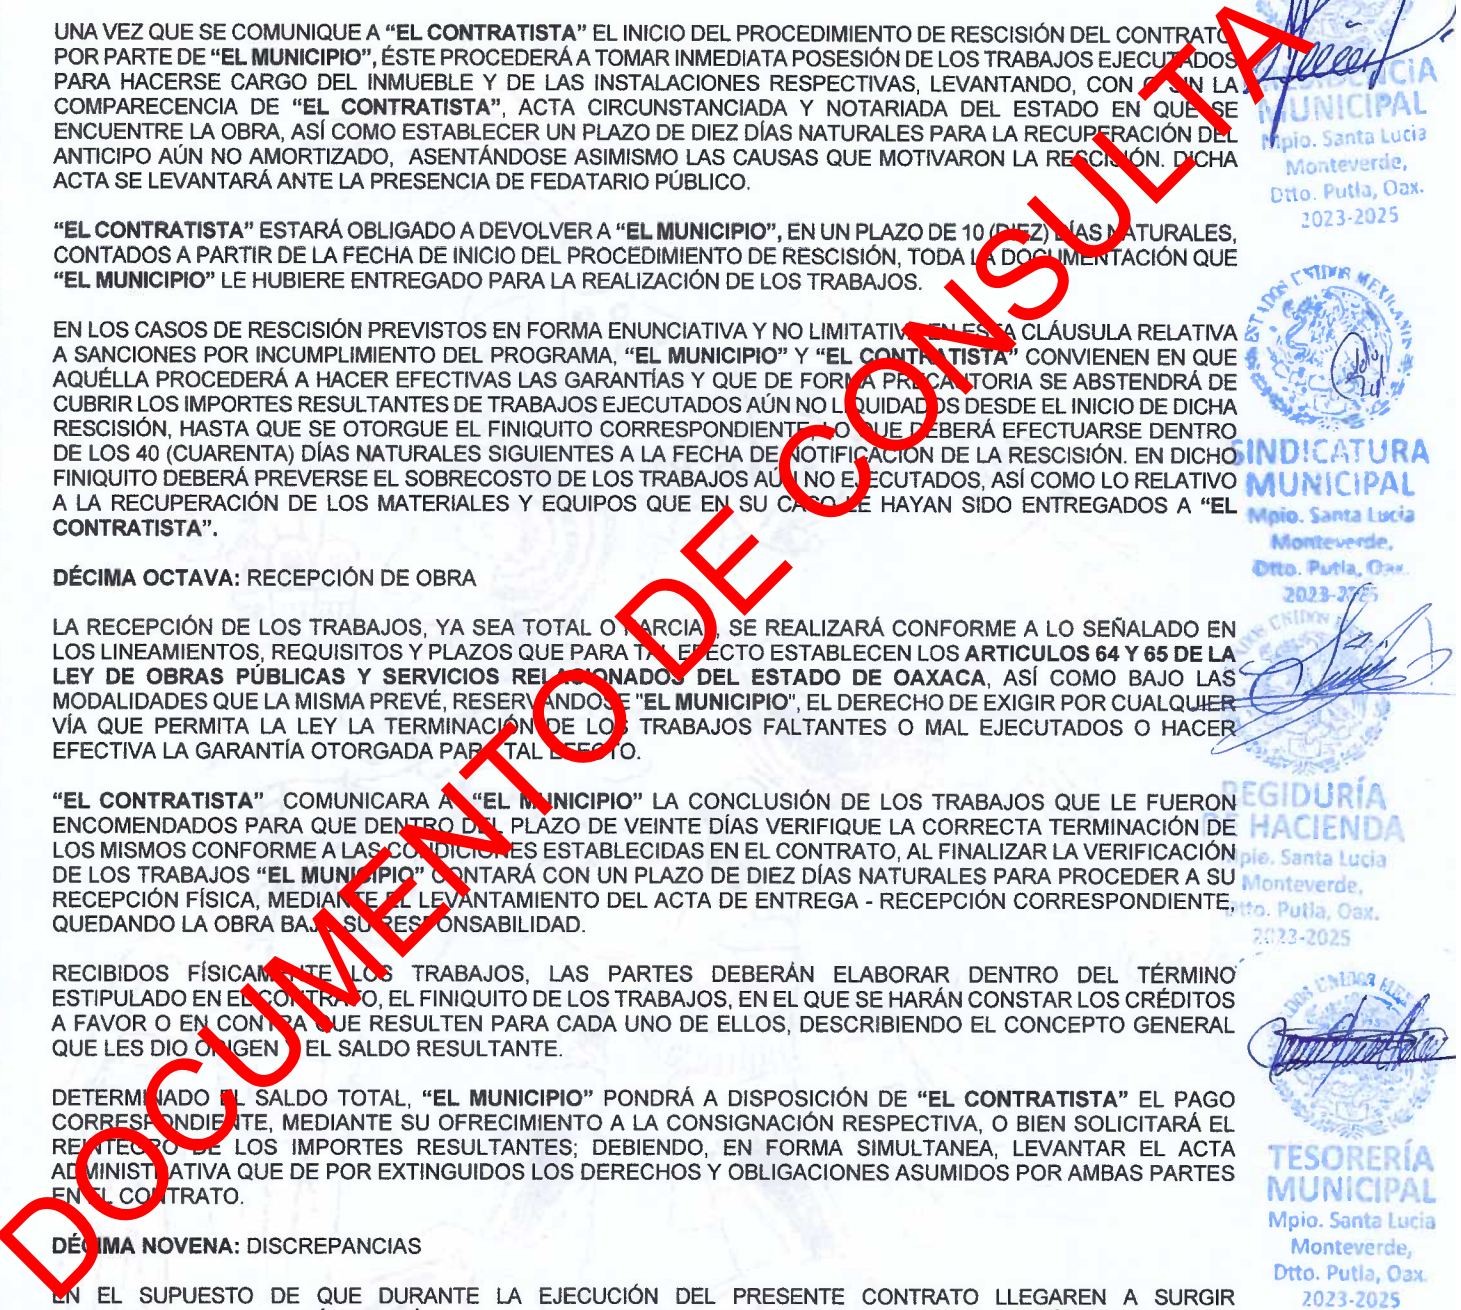 UNA VEZ QUE SE COMUNIQUE A “EL CONTRATISTA” EL INICIO DEL PROCEDIMIENTO DE RESCISIÓN DEL CONTRATO
POR PARTE DE “EL MUNICIPIO”, ÉSTE PROCEDERÁ A TOMAR INMEDIATA POSESIÓN DE LOS TRABAJOS EJECUTADOS
PARA HACERSE CARGO DEL INMUEBLE Y DE LAS INSTALACIONES RESPECTIVAS, LEVANTANDO, CON O SIN LA
COMPARECENCIA DE “EL CONTRATISTA”, ACTA CIRCUNSTANCIADA Y NOTARIADA DEL ESTADO EN QUE SE
ENCUENTRE LA OBRA, ASÍ COMO ESTABLECER UN PLAZO DE DIEZ DÍAS NATURALES PARA LA RECUPERACIÓN DEL
ANTICIPO AÚN NO AMORTIZADO, ASENTÁNDOSE ASIMISMO LAS CAUSAS QUE MOTIVARON LA RESCISIÓN. DICHA
ACTA SE LEVANTARÁ ANTE LA PRESENCIA DE FEDATARIO PÚBLICO.
“EL CONTRATISTA” ESTARÁ OBLIGADO A DEVOLVER A “EL MUNICIPIO”, EN UN PLAZO DE 10 (DIEZ) DÍAS NATURALES,
CONTADOS A PARTIR DE LA FECHA DE INICIO DEL PROCEDIMIENTO DE RESCISIÓN, TODA LA DOCUMENTACIÓN QUE
“EL MUNICIPIO” LE HUBIERE ENTREGADO PARA LA REALIZACIÓN DE LOS TRABAJOS.
EN LOS CASOS DE RESCISIÓN PREVISTOS EN FORMA ENUNCIATIVA Y NO LIMITATIVA EN ESTA CLÁUSULA RELATIVA
A SANCIONES POR INCUMPLIMIENTO DEL PROGRAMA, “EL MUNICIPIO” Y “EL CONTRATISTA” CONVIENEN EN QUE
AQUÉLLA PROCEDERÁ A HACER EFECTIVAS LAS GARANTÍAS Y QUE DE FORMA PRECAUTORIA SE ABSTENDRÁ DE
CUBRIR LOS IMPORTES RESULTANTES DE TRABAJOS EJECUTADOS AÚN NO LIQUIDADOS DESDE EL INICIO DE DICHA
RESCISIÓN, HASTA QUE SE OTORGUE EL FINIQUITO CORRESPONDIENTE, LO QUE DEBERÁ EFECTUARSE DENTRO
DE LOS 40 (CUARENTA) DÍAS NATURALES SIGUIENTES A LA FECHA DE NOTIFICACIÓN DE LA RESCISIÓN. EN DICHO
FINIQUITO DEBERÁ PREVERSE EL SOBRECOSTO DE LOS TRABAJOS AÚN NO EJECUTADOS, ASÍ COMO LO RELATIVO
A LA RECUPERACIÓN DE LOS MATERIALES Y EQUIPOS QUE EN SU CASO LE HAYAN SIDO ENTREGADOS A “EL
CONTRATISTA”.
DÉCIMA OCTAVA: RECEPCIÓN DE OBRA
LA RECEPCIÓN DE LOS TRABAJOS, YA SEA TOTAL O PARCIAL, SE REALIZARÁ CONFORME A LO SEÑALADO EN
LOS LINEAMIENTOS, REQUISITOS Y PLAZOS QUE PARA TAL EFECTO ESTABLECEN LOS ARTICULOS 64 Y 65 DE LA
LEY DE OBRAS PÚBLICAS Y SERVICIOS RELACIONADOS DEL ESTADO DE OAXACA, ASÍ COMO BAJO LAS
MODALIDADES QUE LA MISMA PREVÉ, RESERVÁNDOSE "EL MUNICIPIO", EL DERECHO DE EXIGIR POR CUALQUIER
VÍA QUE PERMITA LA LEY LA TERMINACIÓN DE LOS TRABAJOS FALTANTES O MAL EJECUTADOS O HACER
EFECTIVA LA GARANTÍA OTORGADA PARA TAL EFECTO.
“EL CONTRATISTA” COMUNICARA A “EL MUNICIPIO” LA CONCLUSIÓN DE LOS TRABAJOS QUE LE FUERON
ENCOMENDADOS PARA QUE DENTRO DEL PLAZO DE VEINTE DÍAS VERIFIQUE LA CORRECTA TERMINACIÓN DE
LOS MISMOS CONFORME A LAS CONDICIONES ESTABLECIDAS EN EL CONTRATO, AL FINALIZAR LA VERIFICACIÓN
DE LOS TRABAJOS “EL MUNICIPIO” CONTARÁ CON UN PLAZO DE DIEZ DÍAS NATURALES PARA PROCEDER A SU
RECEPCIÓN FÍSICA, MEDIANTE EL LEVANTAMIENTO DEL ACTA DE ENTREGA - RECEPCIÓN CORRESPONDIENTE,
QUEDANDO LA OBRA BAJO SU RESPONSABILIDAD.
RECIBIDOS FÍSICAMENTE LOS TRABAJOS, LAS PARTES DEBERÁN ELABORAR DENTRO DEL TÉRMINO
ESTIPULADO EN EL CONTRATO, EL FINIQUITO DE LOS TRABAJOS, EN EL QUE SE HARÁN CONSTAR LOS CRÉDITOS
A FAVOR O EN CONTRA QUE RESULTEN PARA CADA UNO DE ELLOS, DESCRIBIENDO EL CONCEPTO GENERAL
QUE LES DIO ORIGEN Y EL SALDO RESULTANTE.
DETERMINADO EL SALDO TOTAL, “EL MUNICIPIO” PONDRÁ A DISPOSICIÓN DE “EL CONTRATISTA” EL PAGO
CORRESPONDIENTE, MEDIANTE SU OFRECIMIENTO A LA CONSIGNACIÓN RESPECTIVA, O BIEN SOLICITARÁ EL
REINTEGRO DE LOS IMPORTES RESULTANTES; DEBIENDO, EN FORMA SIMULTANEA, LEVANTAR EL ACTA
ADMINISTRATIVA QUE DE POR EXTINGUIDOS LOS DERECHOS Y OBLIGACIONES ASUMIDOS POR AMBAS PARTES
EN EL CONTRATO.
DÉCIMA NOVENA: DISCREPANCIAS
EN EL SUPUESTO DE QUE DURANTE LA EJECUCIÓN DEL PRESENTE CONTRATO LLEGAREN A SURGIR
DOCUMENTO DE CONSULTA
MUNICIPAL
Mpio. Santa Lucia
Monteverde,
Dtto. Putla, Oax.
2023-2025
ESTADOS UNIDOS MEXICANOS
SINDICATURA
MUNICIPAL
Mpio. Santa Lucia
Monteverde,
Dtto. Putla, Oax.
2023-2025
REGIDURÍA
DE HACIENDA
Mpio. Santa Lucia
Monteverde,
Dtto. Putla, Oax.
2023-2025
TESORERÍA
MUNICIPAL
Mpio. Santa Lucia
Monteverde,
Dtto. Putla, Oax.
2023-2025